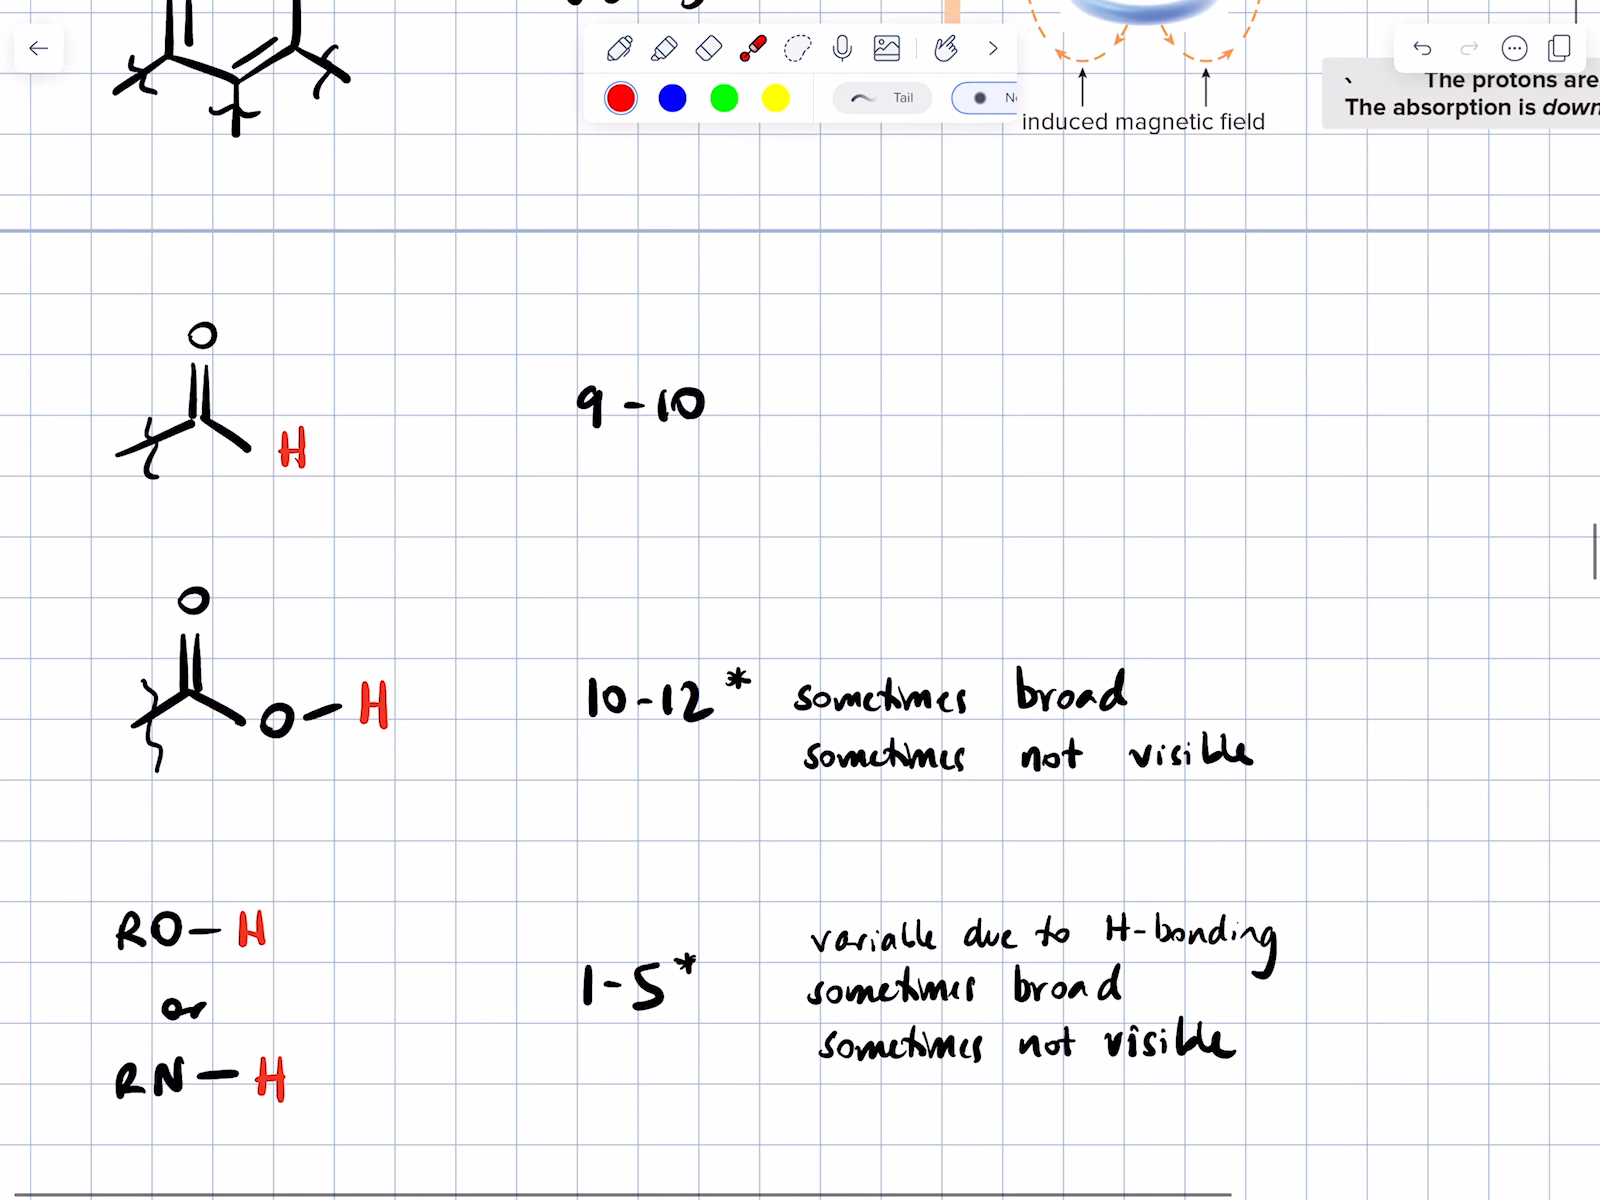 Tail
induced magnetic field
The protons are
The absorption is down
O
H
9-10
O
O-H
10-12* sometimes broad
sometimes not visible
RO-H
or
RN-H
1-5*
variable due to H-bonding
sometimes broad
sometimes not visible